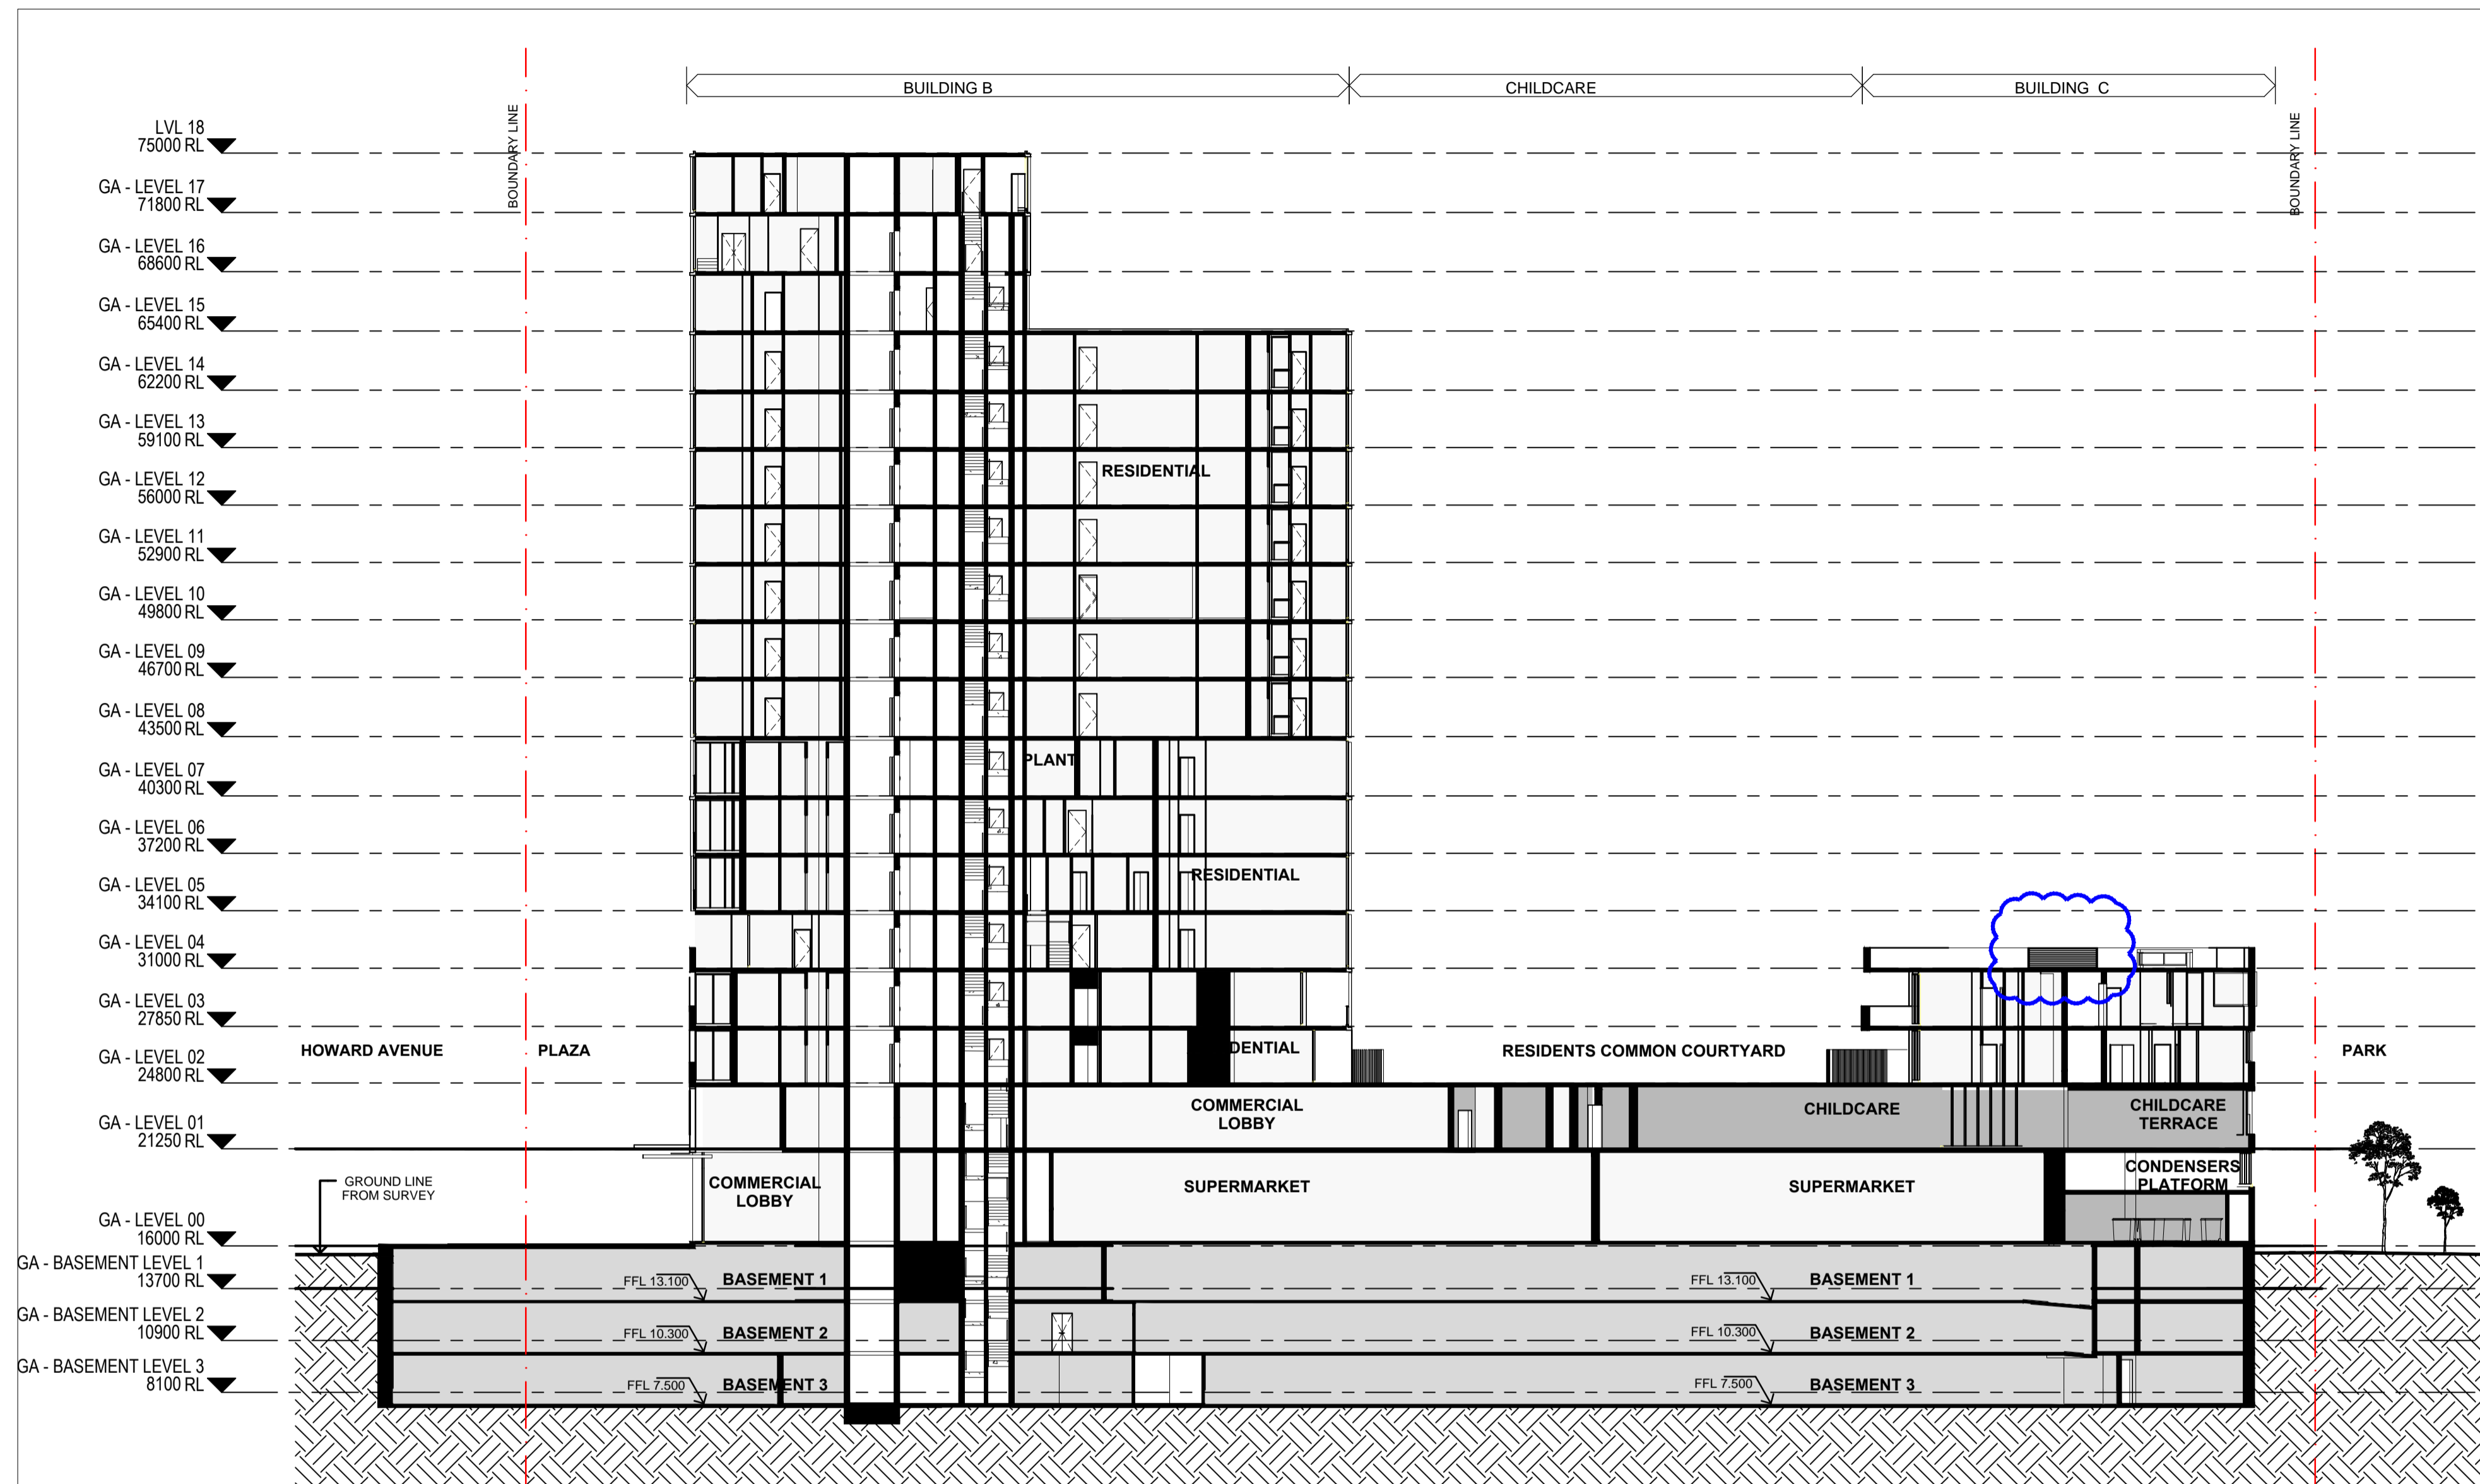 BUILDING B
CHILDCARE
BUILDING C
BOUNDARY LINE
BOUNDARY LINE
LVL 18
75000 RL
GA - LEVEL 17
71800 RL
GA - LEVEL 16
68600 RL
GA - LEVEL 15
65400 RL
GA - LEVEL 14
62200 RL
GA - LEVEL 13
59100 RL
GA - LEVEL 12
56000 RL
RESIDENTIAL
GA - LEVEL 11
52900 RL
GA - LEVEL 10
49800 RL
GA - LEVEL 09
46700 RL
GA - LEVEL 08
43500 RL
GA - LEVEL 07
40300 RL
PLANT
GA - LEVEL 06
37200 RL
GA - LEVEL 05
34100 RL
RESIDENTIAL
GA - LEVEL 04
31000 RL
GA - LEVEL 03
27850 RL
GA - LEVEL 02
24800 RL
HOWARD AVENUE
PLAZA
DENTIAL
RESIDENTS COMMON COURTYARD
PARK
GA - LEVEL 01
21250 RL
COMMERCIAL
LOBBY
CHILDCARE
CHILDCARE
TERRACE
GROUND LINE
FROM SURVEY
COMMERCIAL
LOBBY
SUPERMARKET
SUPERMARKET
CONDENSERS
PLATFORM
GA - LEVEL 00
16000 RL
GA - BASEMENT LEVEL 1
13700 RL
FFL 13.100
BASEMENT 1
FFL 13.100
BASEMENT 1
GA - BASEMENT LEVEL 2
10900 RL
FFL 10.300
BASEMENT 2
FFL 10.300
BASEMENT 2
GA - BASEMENT LEVEL 3
8100 RL
FFL 7.500
BASEMENT 3
FFL 7.500
BASEMENT 3